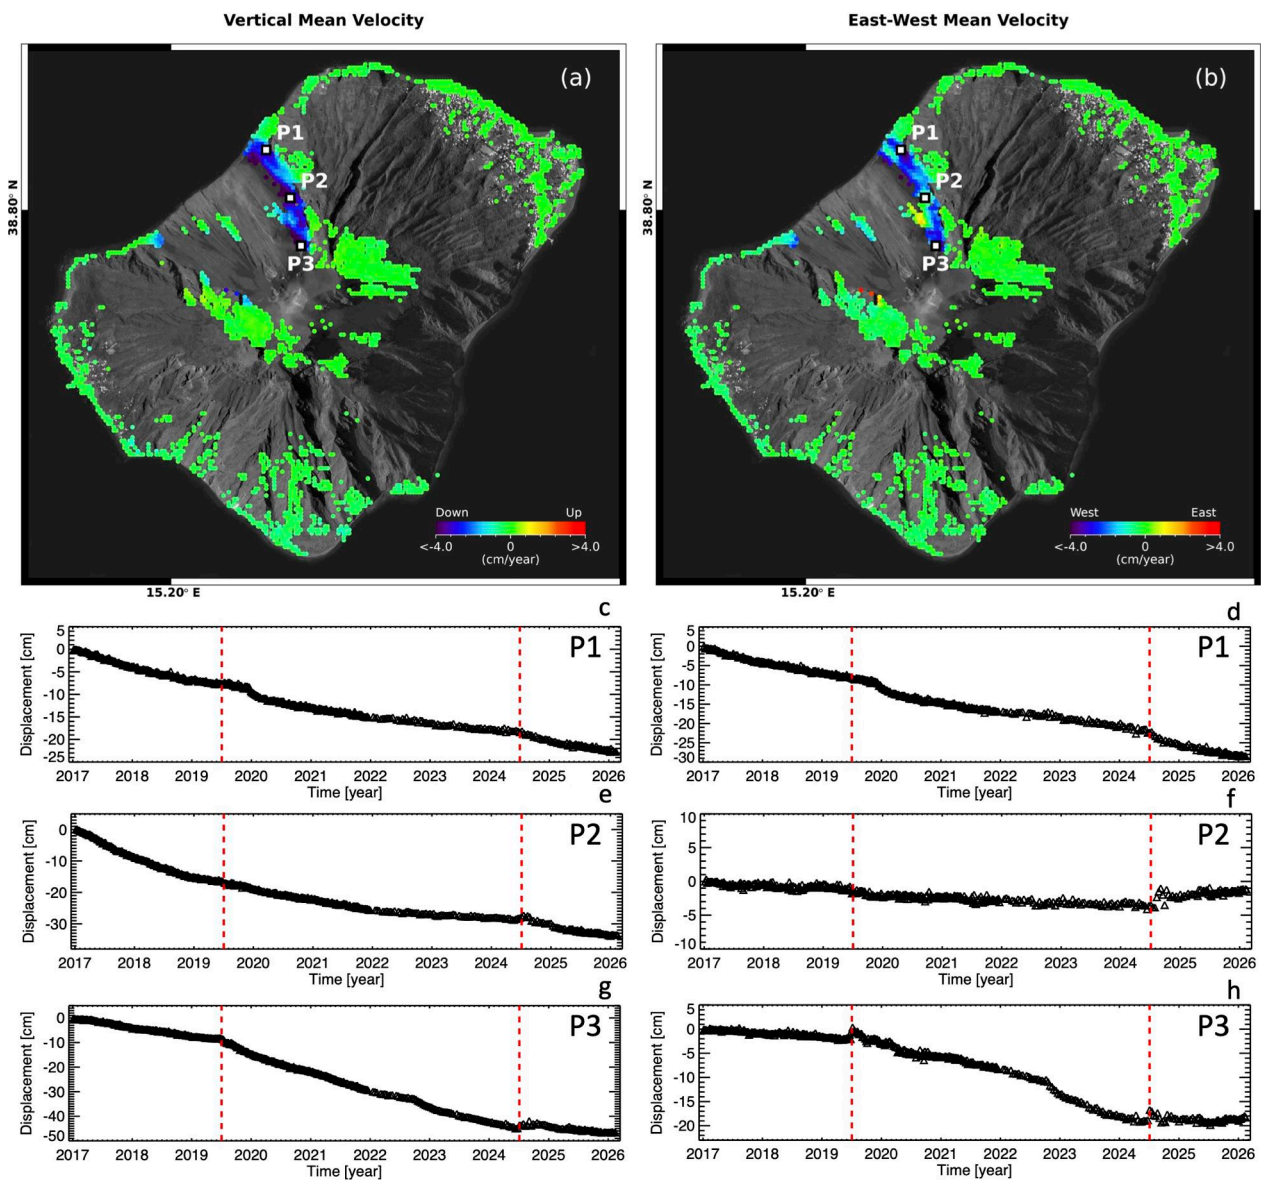 Vertical Mean Velocity
East-West Mean Velocity
(a)
P1
P2
P3
38.80° N
Down Up
<-4.0 0 >4.0
(cm/year)
15.20° E
(b)
P1
P2
P3
38.80° N
West East
<-4.0 0 >4.0
(cm/year)
15.20° E
c
P1
Displacement [cm]
5
0
-5
-10
-15
-20
-25
2017 2018 2019 2020 2021 2022 2023 2024 2025 2026
Time [year]
d
P1
Displacement [cm]
5
0
-5
-10
-15
-20
-25
-30
2017 2018 2019 2020 2021 2022 2023 2024 2025 2026
Time [year]
e
P2
Displacement [cm]
0
-10
-20
-30
2017 2018 2019 2020 2021 2022 2023 2024 2025 2026
Time [year]
f
P2
Displacement [cm]
10
5
0
-5
-10
2017 2018 2019 2020 2021 2022 2023 2024 2025 2026
Time [year]
g
P3
Displacement [cm]
0
-10
-20
-30
-40
-50
2017 2018 2019 2020 2021 2022 2023 2024 2025 2026
Time [year]
h
P3
Displacement [cm]
5
0
-5
-10
-15
-20
2017 2018 2019 2020 2021 2022 2023 2024 2025 2026
Time [year]